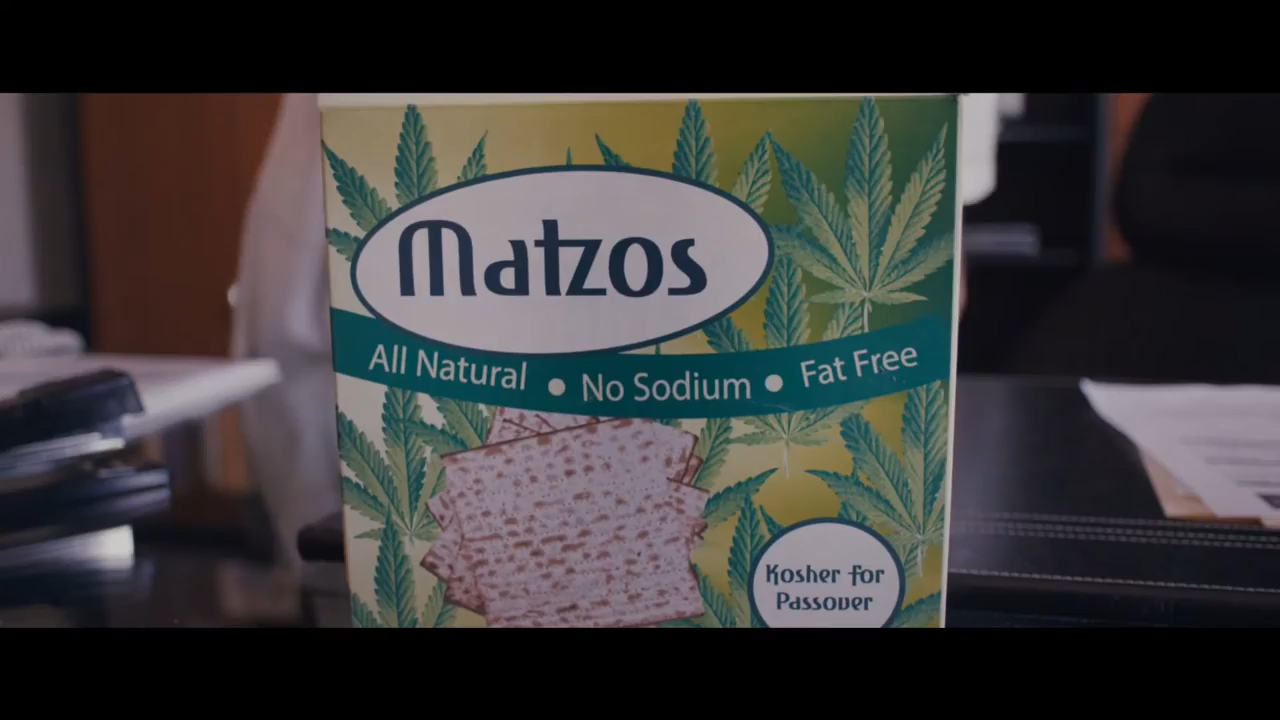 Matzos
All Natural • No Sodium • Fat Free
Kosher for
Passover